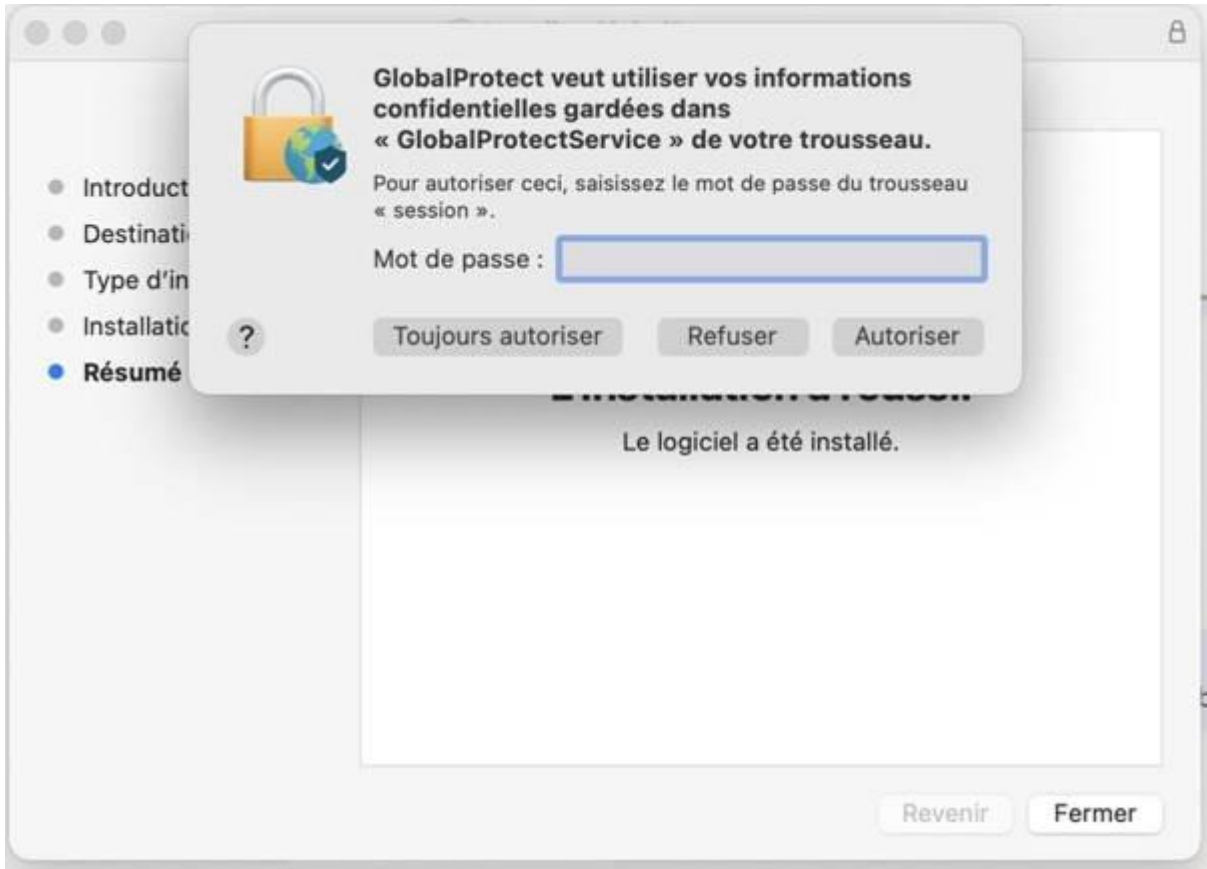 GlobalProtect veut utiliser vos informations
confidentielles gardées dans
« GlobalProtectService » de votre trousseau.
Pour autoriser ceci, saisissez le mot de passe du trousseau
« session ».
Mot de passe :
?
Toujours autoriser
Refuser
Autoriser
Introduct
Destinati
Type d'in
Installatio
Résumé
Le logiciel a été installé.
Revenir
Fermer